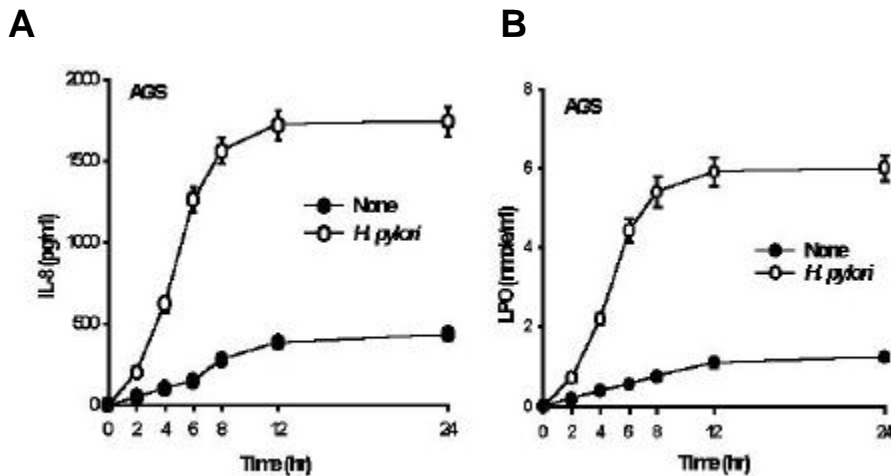 A
B
AGS
2000
1500
1000
500
0
IL-8 (pg/ml)
None
H. pylori
0 2 4 6 8 12 24
Time (hr)
AGS
8
6
4
2
0
LPO (nmole/ml)
None
H. pylori
0 2 4 6 8 12 24
Time (hr)